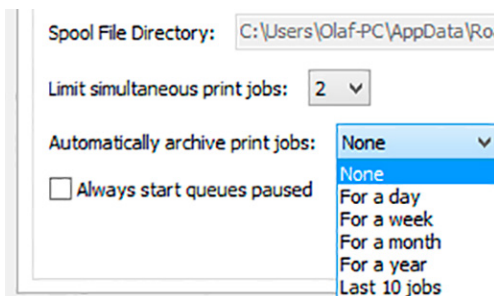 Spool File Directory: C:\Users\Olaf-PC\AppData\Ro
Limit simultaneous print jobs: 2
Automatically archive print jobs: None
None
Always start queues paused
For a day
For a week
For a month
For a year
Last 10 jobs